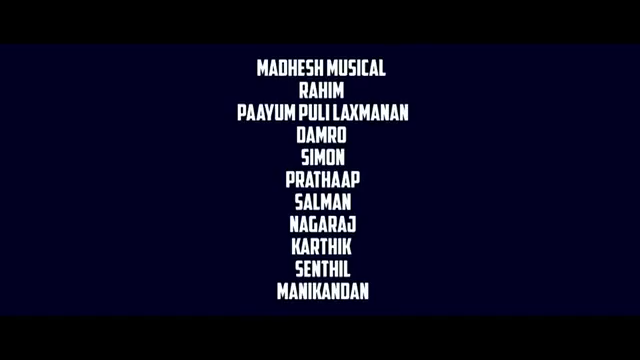 MADHESH MUSICAL
RAHIM
PAAYUM PULI LAXMANAN
DAMRO
SIMON
PRATHAAP
SALMAN
NAGARAJ
KARTHIK
SENTHIL
MANIKANDAN